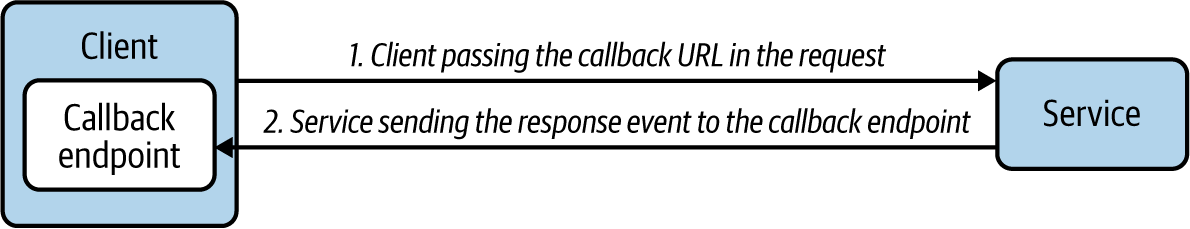 Client
1. Client passing the callback URL in the request
Callback
endpoint
2. Service sending the response event to the callback endpoint
Service